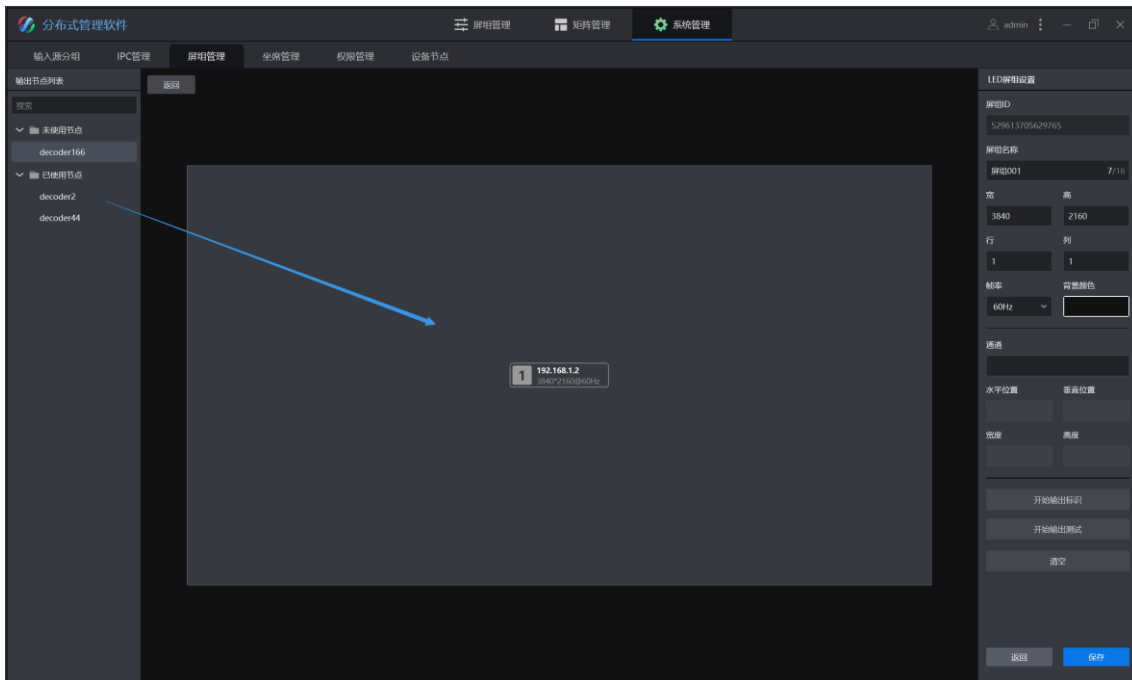 分布式管理软件
屏组管理
矩阵管理
系统管理
admin
输入源分组
IPC管理
屏组管理
坐席管理
权限管理
设备节点
输出节点列表
搜索
未使用节点
decoder166
已使用节点
decoder2
decoder44
返回
1
192.168.1.2
3840*2160@60Hz
LED屏组设置
屏组ID
529613705629765
屏组名称
屏组001 7/16
宽 高
3840 2160
行 列
1 1
帧率 背景颜色
60Hz
通道
水平位置 垂直位置
宽度 高度
开始输出标识
开始输出测试
清空
返回 保存